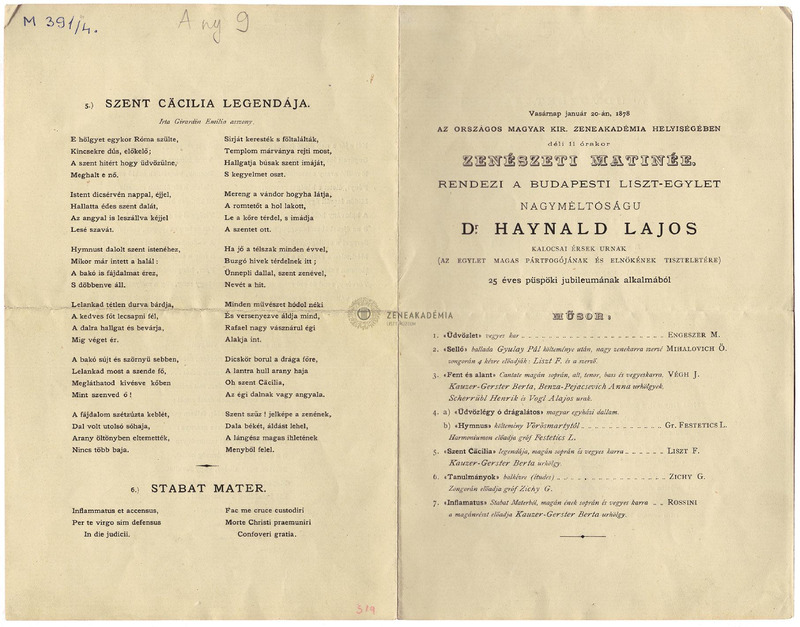 M 391/4.
A ny 9
5.) SZENT CÄCILIA LEGENDÁJA.
Irta Girardin Emilia asszony.
E hölgyet egykor Róma szülte,
Kincsekre dús, előkelő;
A szent hitért hogy üdvözülne,
Meghalt e nő.
Istent dicsérvén nappal, éjjel,
Hallatta édes szent dalát,
Az angyal is leszállva kéjjel
Lesé szavát.
Hymnust dalolt szent istenéhez,
Mikor már intett a halál:
A bakó is fájdalmat érez,
S döbbenve áll.
Lelankad tétlen durva bárdja,
A kedves főt lecsapni fél,
A dalra hallgat és bevárja,
Mig véget ér.
A bakó sújt és szörnyű sebben,
Lelankad most a szende fő,
Megláthatod kivésve kőben
Mint szenved ő!
A fájdalom szétzúzta keblét,
Dal volt utolsó sóhaja,
Arany öltönyben eltemették,
Nincs több baja.
Sirját keresték s föltalálták,
Templom márványa rejti most,
Hallgatja búsak szent imáját,
S kegyelmet oszt.
Mereng a vándor hogyha látja,
A romtetőt a hol lakott,
Le a kőre térdel, s imádja
A szentet ott.
Ha jő a télszak minden évvel,
Buzgó hivek térdelnek itt;
Ünnepli dallal, szent zenével,
Nevét a hit.
Minden művészet hódol néki
És versenyezve áldja mind,
Rafael nagy vásznárul égi
Alakja int.
Dicskör borul a drága főre,
A lantra hull arany haja
Oh szent Cäcilia,
Az égi dalnak vagy angyala.
Szent szűz! jelképe a zenének,
Dala békét, áldást lehel,
A lángész magas ihletének
Menyból felel.
6.) STABAT MATER.
Inflammatus et accensus,
Per te virgo sim defensus
In die judicii.
Fac me cruce custodiri
Morte Christi praemuniri
Confoveri gratia.
3/9
ZENEAKADÉMIA
LISZT MÚZEUM
Vasárnap január 20-án, 1878
AZ ORSZÁGOS MAGYAR KIR. ZENEAKADÉMIA HELYISÉGÉBEN
déli 11 órakor
ZENÉSZETI MATINÉE.
RENDEZI A BUDAPESTI LISZT-EGYLET
NAGYMÉLTÓSÁGU
Dr HAYNALD LAJOS
KALOCSAI ÉRSEK URNAK
(AZ EGYLET MAGAS PÁRTFOGÓJÁNAK ÉS ELNÖKÉNEK TISZTELETÉRE)
25 éves püspöki jubileumának alkalmából
MŰSOR:
1. «Üdvözlet» vegyes kar ENGESZER M.
2. «Sellő» ballada Gyulay Pál költeménye után, nagy zenekarra szerzé MIHALOVICH Ö.
zongorán 4 kézre előadják: Liszt F. és a szerző.
3. «Fent és alant» Cantate magán soprán, alt, tenor, bass és vegyeskarra. VÉGH J.
Kauzer-Gerster Berta, Benza-Pejacsevich Anna urhölgyek.
Scherrübl Henrik és Vogl Alajos urak.
4. a) «Üdvözlégy ó drágalátos» magyar egyházi dallam.
b) «Hymnus» költemény Vörösmartytól Gr. FESTETICS L.
Harmoniumon előadja gróf Festetics L.
5. «Szent Cäcilia» legendája, magán soprán és vegyes karra LISZT F.
Kauzer-Gerster Berta urhölgy.
6. «Tanulmányok» balkézre (études) ZICHY G.
Zongorán előadja gróf Zichy G.
7. «Inflamatus» Stabat Materból, magán ének soprán és vegyes karra ROSSINI
a magánrészt előadja Kauzer-Gerster Berta urhölgy.